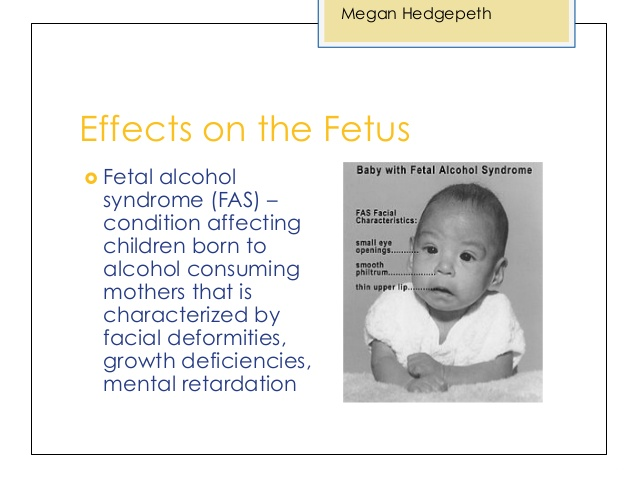 Megan Hedgepeth
Effects on the Fetus
Fetal alcohol
syndrome (FAS) –
condition affecting
children born to
alcohol consuming
mothers that is
characterized by
facial deformities,
growth deficiencies,
mental retardation
Baby with Fetal Alcohol Syndrome
FAS Facial
Characteristics:
small eye
openings...........
smooth
philtrum...................
thin upper lip............